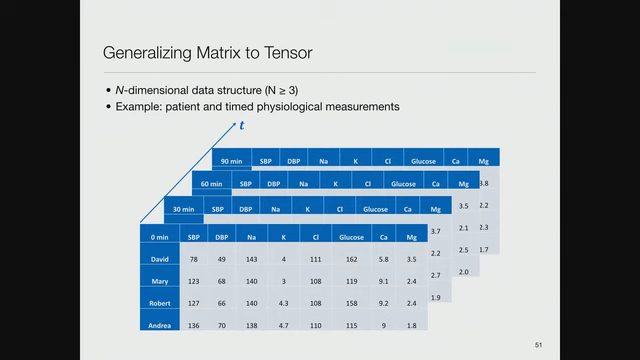 Generalizing Matrix to Tensor
• N-dimensional data structure (N ≥ 3)
• Example: patient and timed physiological measurements
t
90 min SBP DBP Na K Cl Glucose Ca Mg
3.8
2.2
2.3
1.7
60 min SBP DBP Na K Cl Glucose Ca Mg
3.5
2.1
2.5
2.0
30 min SBP DBP Na K Cl Glucose Ca Mg
3.7
2.2
2.7
1.9
0 min SBP DBP Na K Cl Glucose Ca Mg
David 78 49 143 4 111 162 5.8 3.5
Mary 123 68 140 3 108 119 9.2 2.4
Robert 127 66 140 4.3 108 158 9.2 2.4
Andrea 136 70 138 4.7 110 115 9 1.8
51